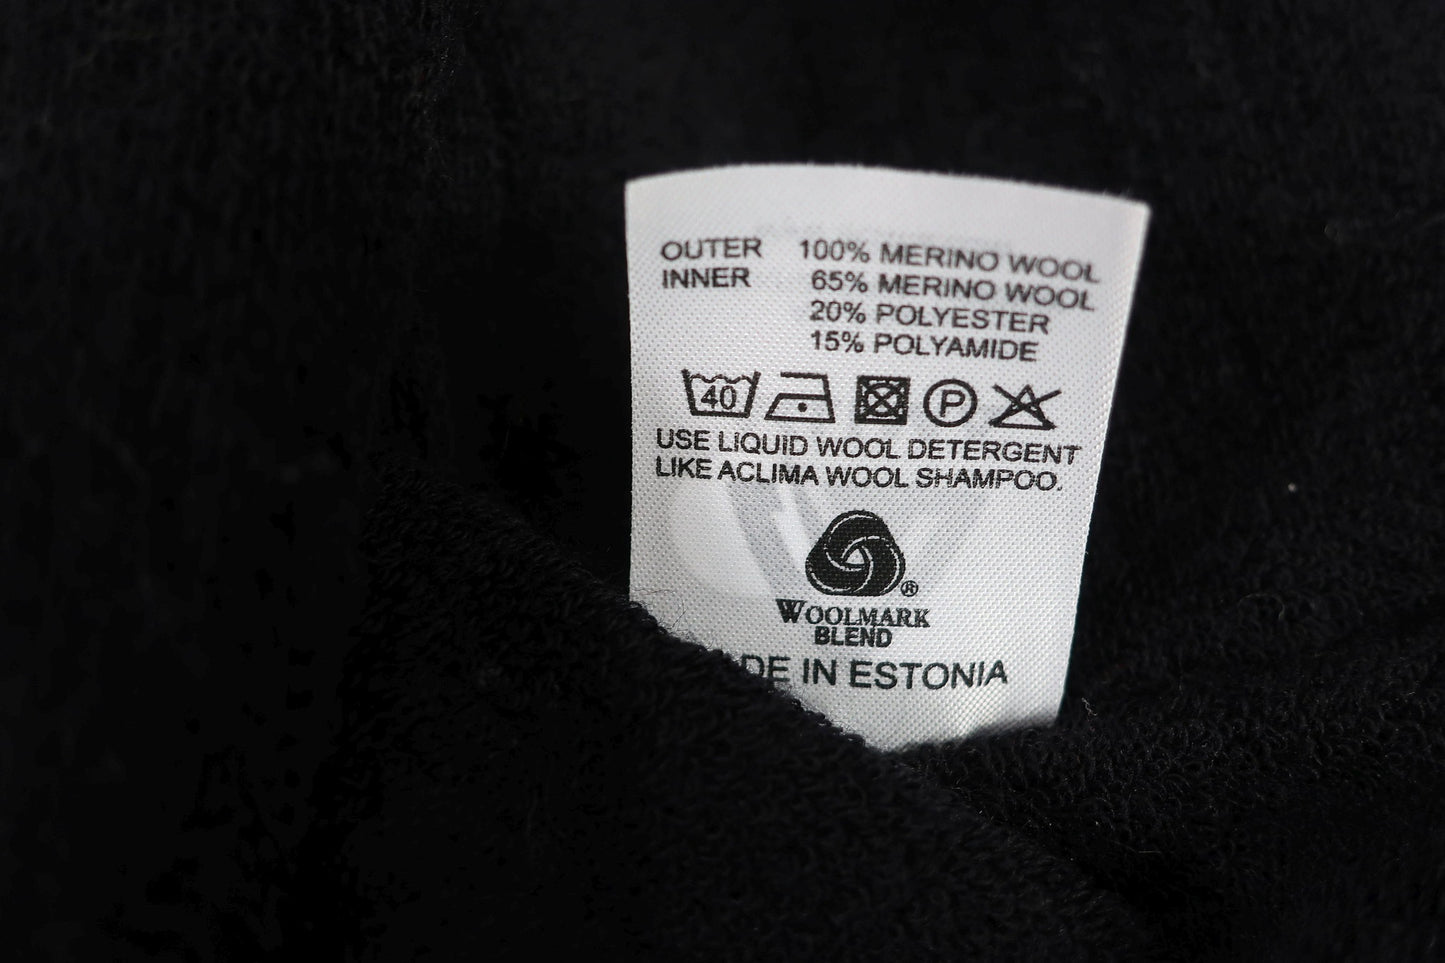 OUTER 100% MERINO WOOL
INNER 65% MERINO WOOL
20% POLYESTER
15% POLYAMIDE
40 P
USE LIQUID WOOL DETERGENT
LIKE ACLIMA WOOL SHAMPOO.
®
WOOLMARK
BLEND
DE IN ESTONIA